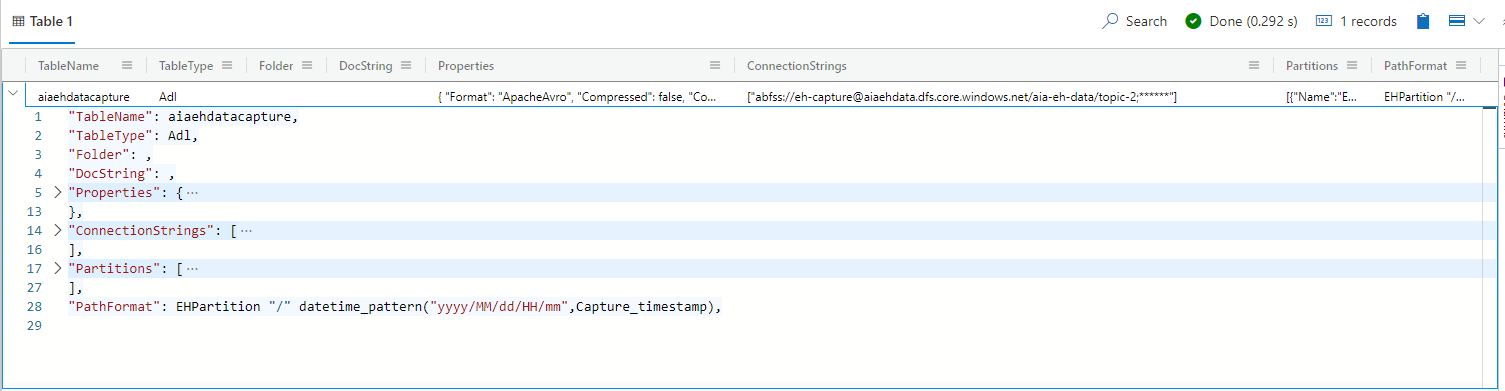 Table 1
Search Done (0.292 s) 1 records
TableName TableType Folder DocString Properties ConnectionStrings Partitions PathFormat
aiaehdatacapture Adl { "Format": "ApacheAvro", "Compressed": false, "Co... ["abfss://eh-capture@aiaehdata.dfs.core.windows.net/aia-eh-data/topic-2;******"] [{"Name":"E... EHPartition "/...
1 "TableName": aiaehdatacapture,
2 "TableType": Adl,
3 "Folder": ,
4 "DocString": ,
5 "Properties": { ...
13 },
14 "ConnectionStrings": [ ...
16 ],
17 "Partitions": [ ...
27 ],
28 "PathFormat": EHPartition "/" datetime_pattern("yyyy/MM/dd/HH/mm",Capture_timestamp),
29